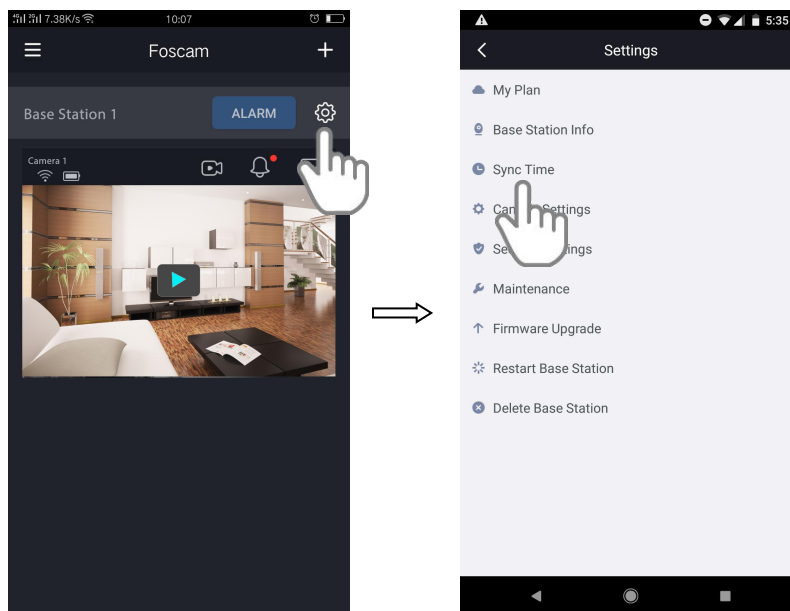 7.38K/s
10:07
Foscam
Base Station 1
ALARM
Camera 1
5:35
Settings
My Plan
Base Station Info
Sync Time
Settings
Maintenance
Firmware Upgrade
Restart Base Station
Delete Base Station